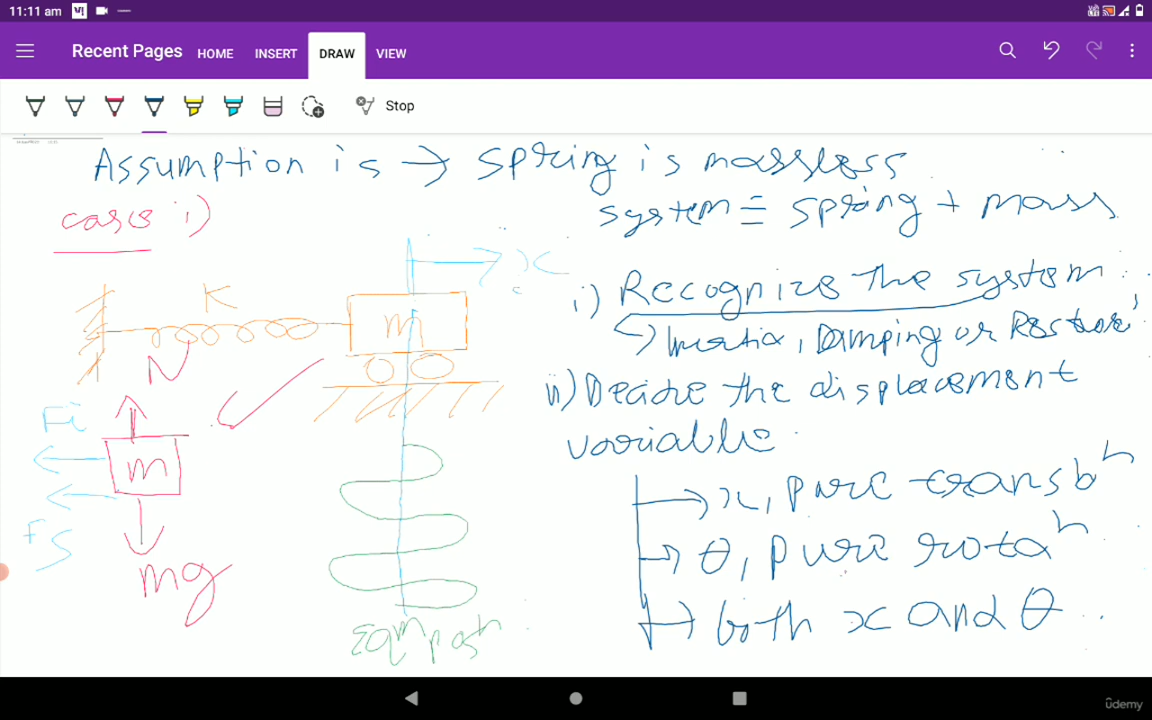 11:11 am
Recent Pages HOME INSERT DRAW VIEW
Stop
Assumption is → spring is massless
system ≡ spring + mass
case i)
x
K
m
i) Recognize the system
↳ Inertia, Damping or Restore
ii) Decide the displacement
variable
→ x, Pure transbⁿ
→ θ, Pure rotaⁿ
→ both x and θ
N
Fi
m
Fs
mg
Eqm posn
udemy